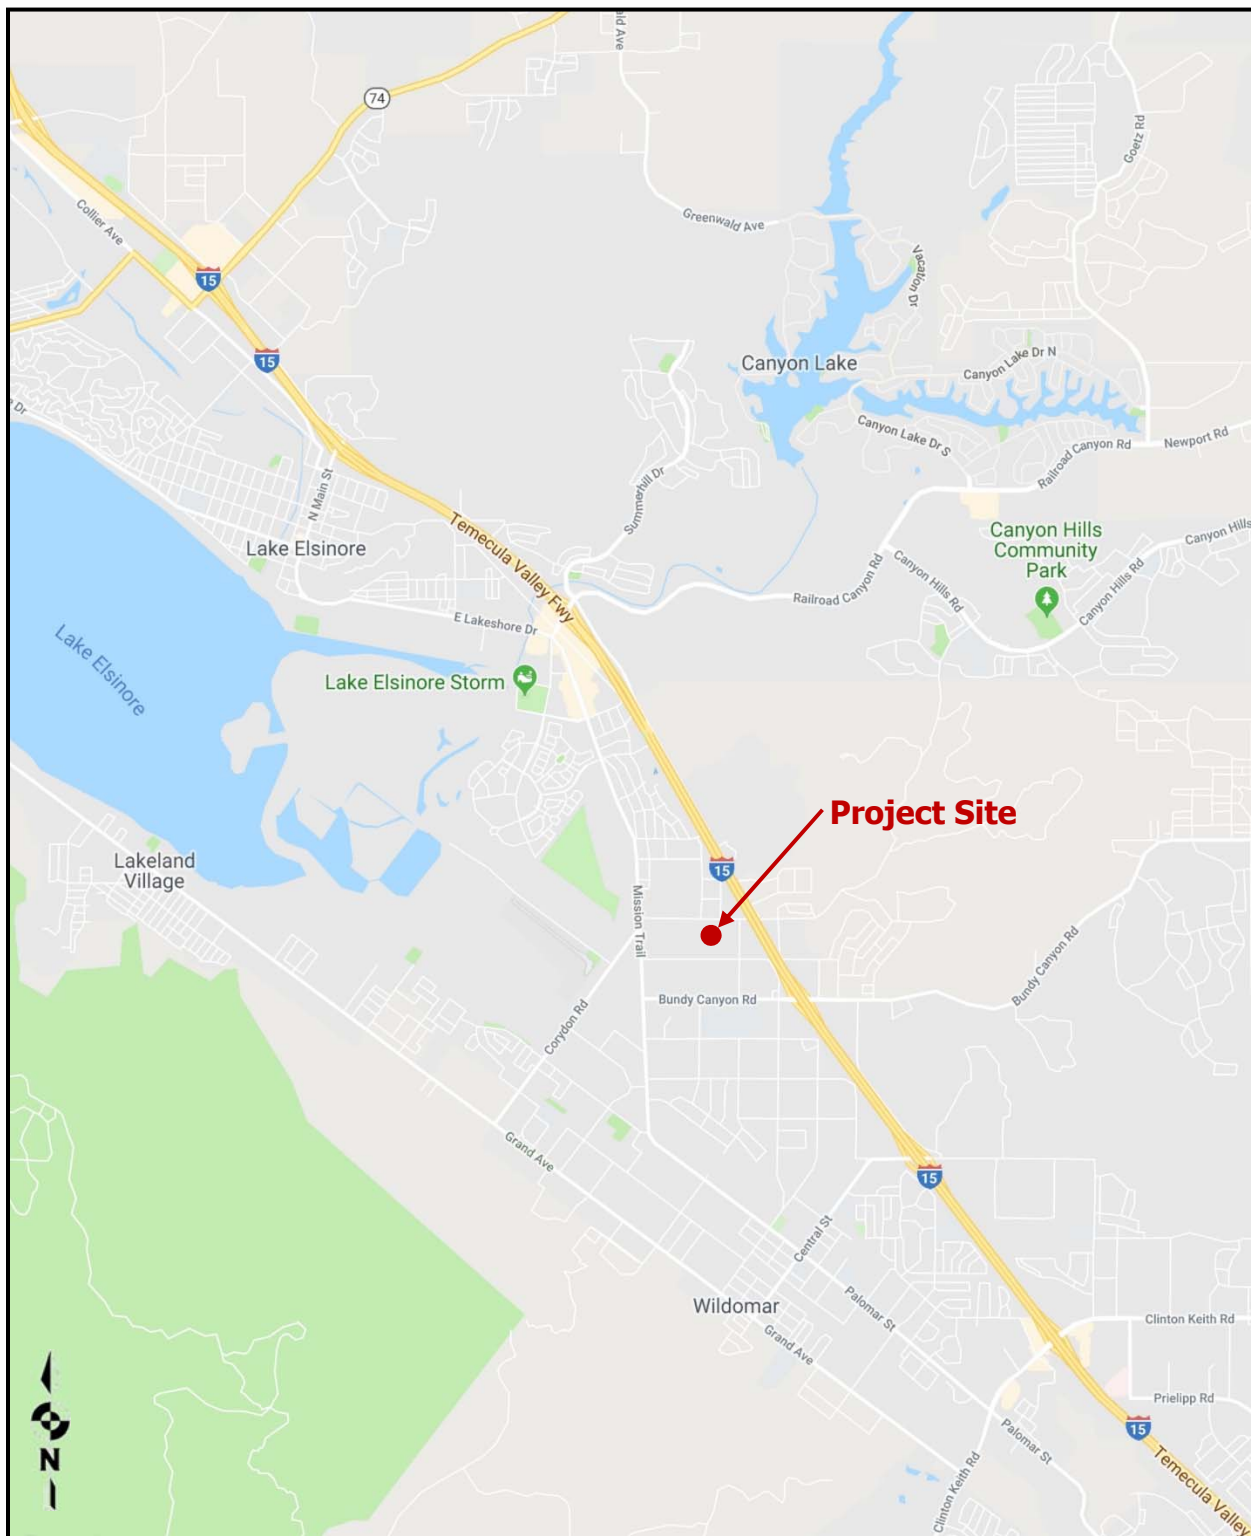 ald Ave
74
Goetz Rd
Collier Ave
Greenwald Ave
Vacation Dr
15
15
Canyon Lake
Canyon Lake Dr N
e Dr
Canyon Lake Dr S
Railroad Canyon Rd
Newport Rd
N Main St
Summerhill Dr
Temecula Valley Fwy
Lake Elsinore
Canyon Hills
Community
Park
Canyon Hills
Canyon Hills Rd
Canyon Hills Rd
Railroad Canyon Rd
E Lakeshore Dr
Lake Elsinore
Lake Elsinore Storm
Project Site
15
Lakeland
Village
Mission Trail
Bundy Canyon Rd
Bundy Canyon Rd
Corydon Rd
Grand Ave
15
Central St
Wildomar
Palomar St
Grand Ave
Clinton Keith Rd
Prielipp Rd
Palomar St
15
Clinton Keith Rd
Temecula Valley
N